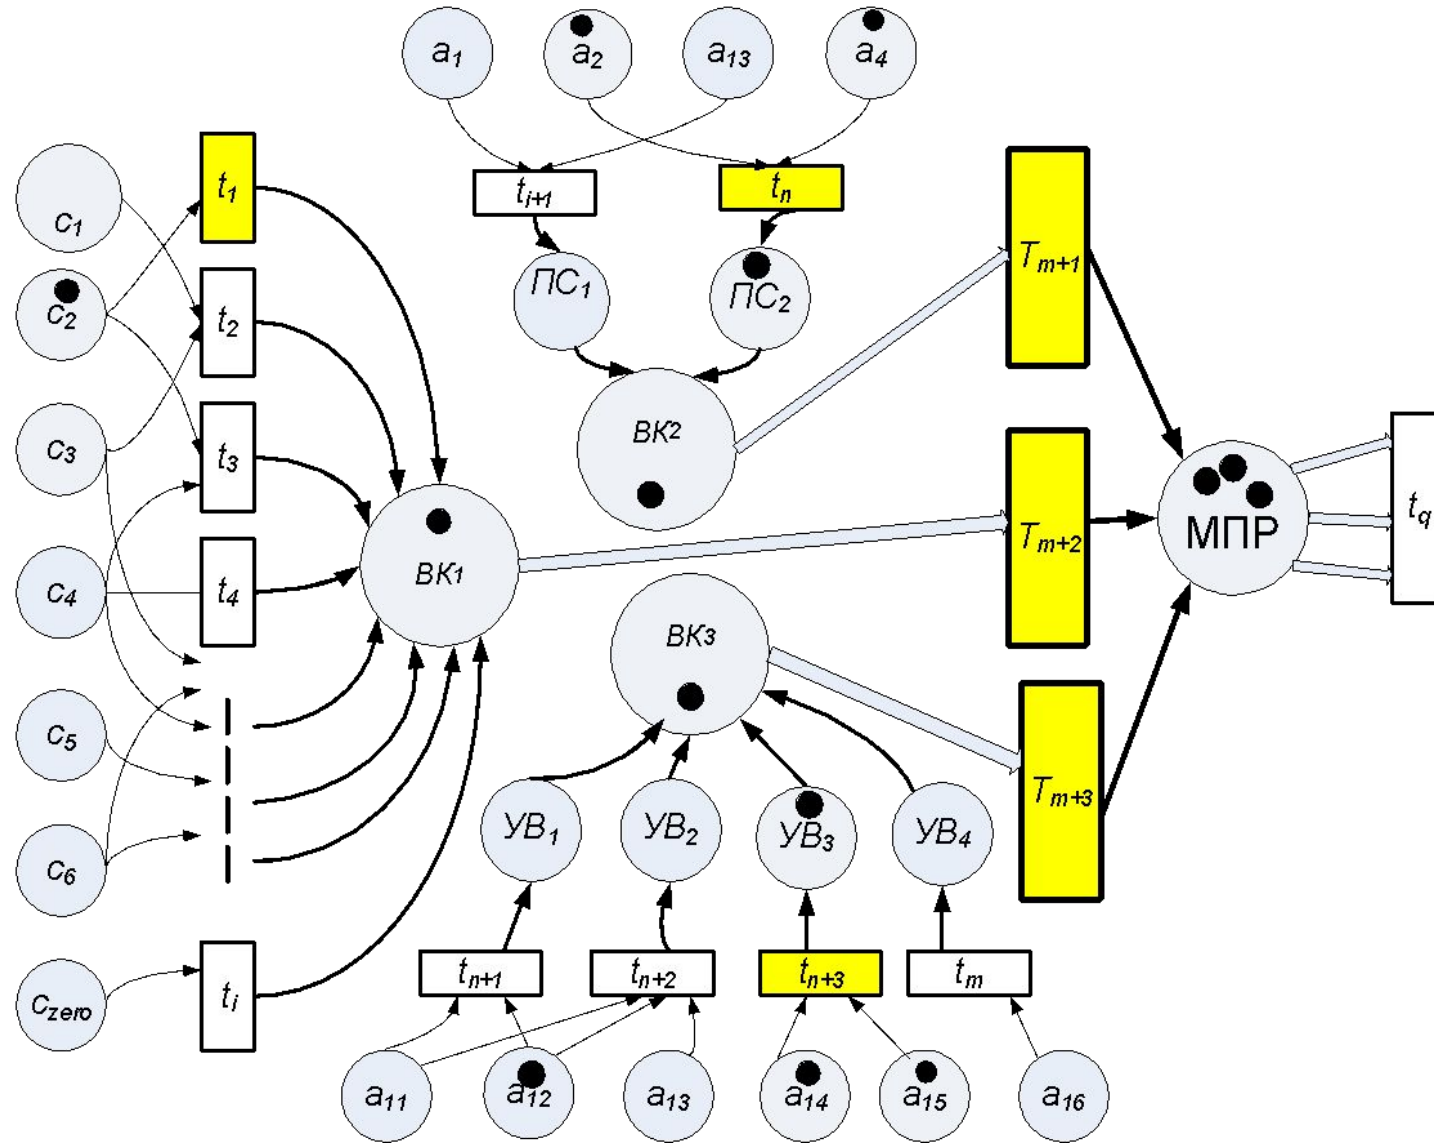 a1
a2
a13
a4
ti+1
tn
t1
c1
c2
t2
ПС1
ПС2
Tm+1
c3
t3
ВК2
tq
МПР
Tm+2
c4
t4
ВК1
ВК3
c5
Tm+3
УВ1
УВ2
УВ3
УВ4
c6
tn+1
tn+2
tn+3
tm
czero
ti
a11
a12
a13
a14
a15
a16